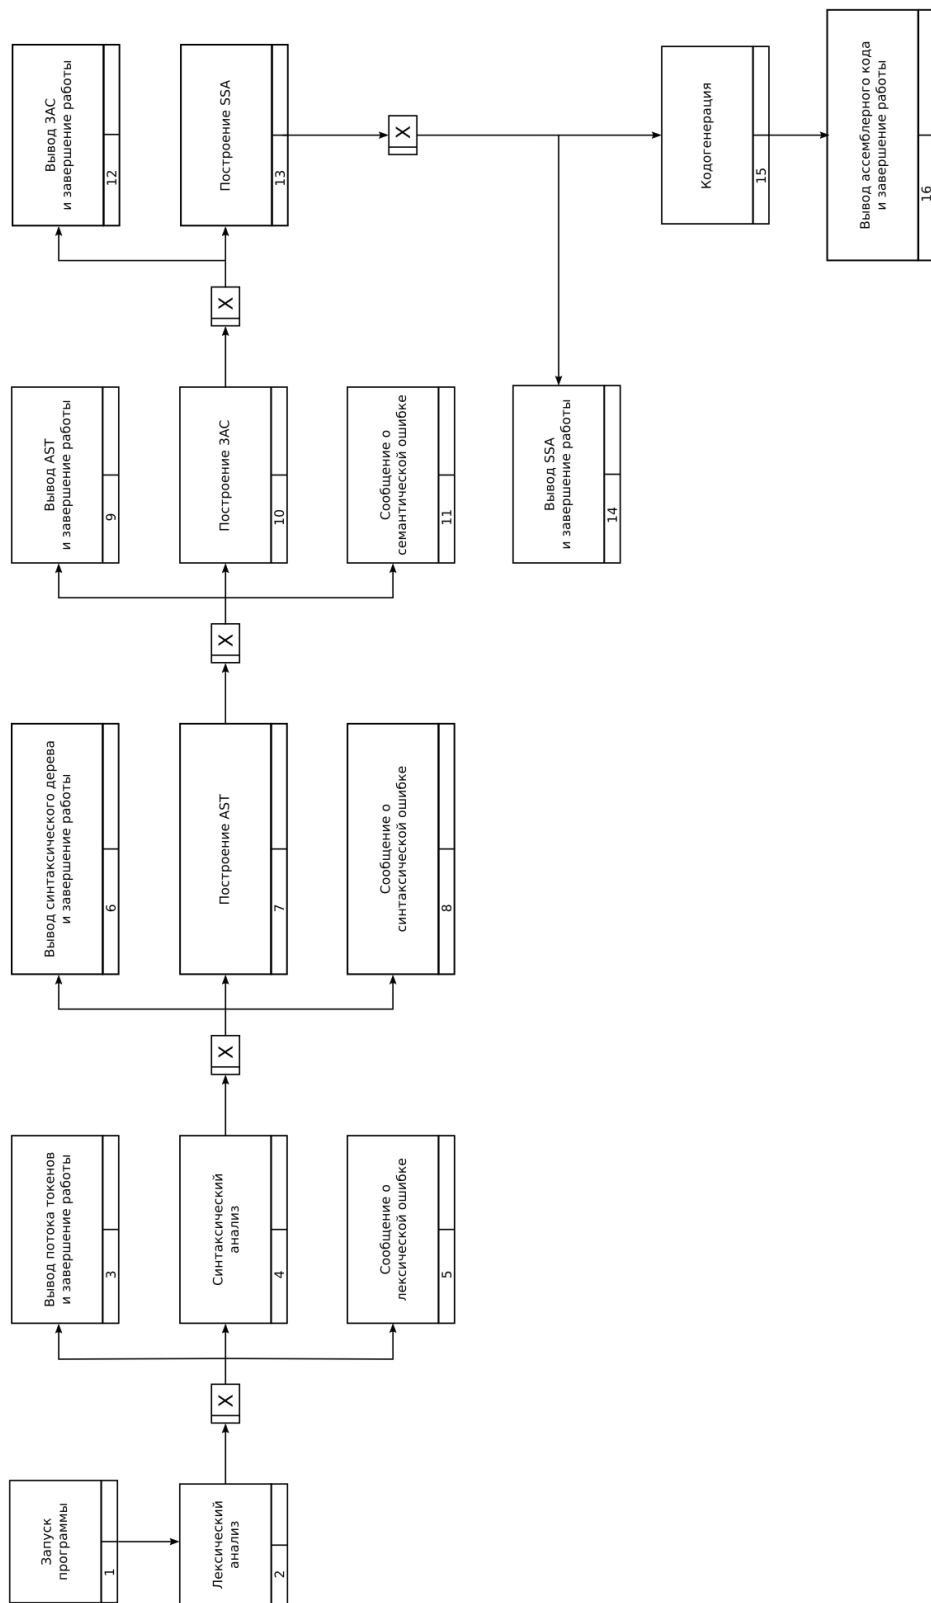 Запуск
программы
1
Лексический
анализ
2
X
Вывод потока токенов
и завершение работы
3
Синтаксический
анализ
4
Сообщение о
лексической ошибке
5
X
Вывод синтаксического дерева
и завершение работы
6
Построение AST
7
Сообщение о
синтаксической ошибке
8
X
Вывод AST
и завершение работы
9
Построение ЗАС
10
Сообщение о
семантической ошибке
11
X
Вывод ЗАС
и завершение работы
12
Построение SSA
13
X
Вывод SSA
и завершение работы
14
Кодогенерация
15
Вывод ассемблерного кода
и завершение работы
16